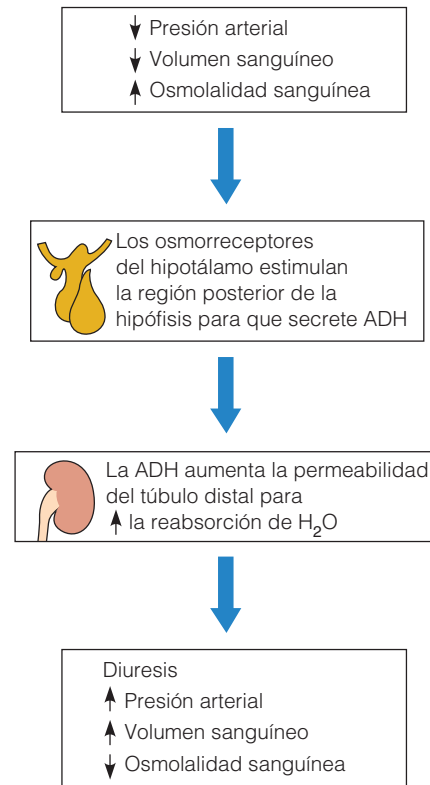 ↓ Presión arterial
↓ Volumen sanguíneo
↑ Osmolalidad sanguínea
Los osmorreceptores
del hipotálamo estimulan
la región posterior de la
hipófisis para que secrete ADH
La ADH aumenta la permeabilidad
del túbulo distal para
↑ la reabsorción de H₂O
Diuresis
↑ Presión arterial
↑ Volumen sanguíneo
↓ Osmolalidad sanguínea